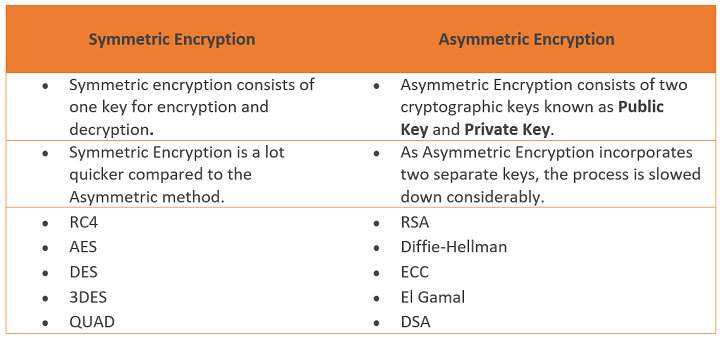 Symmetric Encryption
Asymmetric Encryption
• Symmetric encryption consists of
one key for encryption and
decryption.
• Asymmetric Encryption consists of two
cryptographic keys known as Public
Key and Private Key.
• Symmetric Encryption is a lot
quicker compared to the
Asymmetric method.
• As Asymmetric Encryption incorporates
two separate keys, the process is slowed
down considerably.
• RC4
• AES
• DES
• 3DES
• QUAD
• RSA
• Diffie-Hellman
• ECC
• El Gamal
• DSA